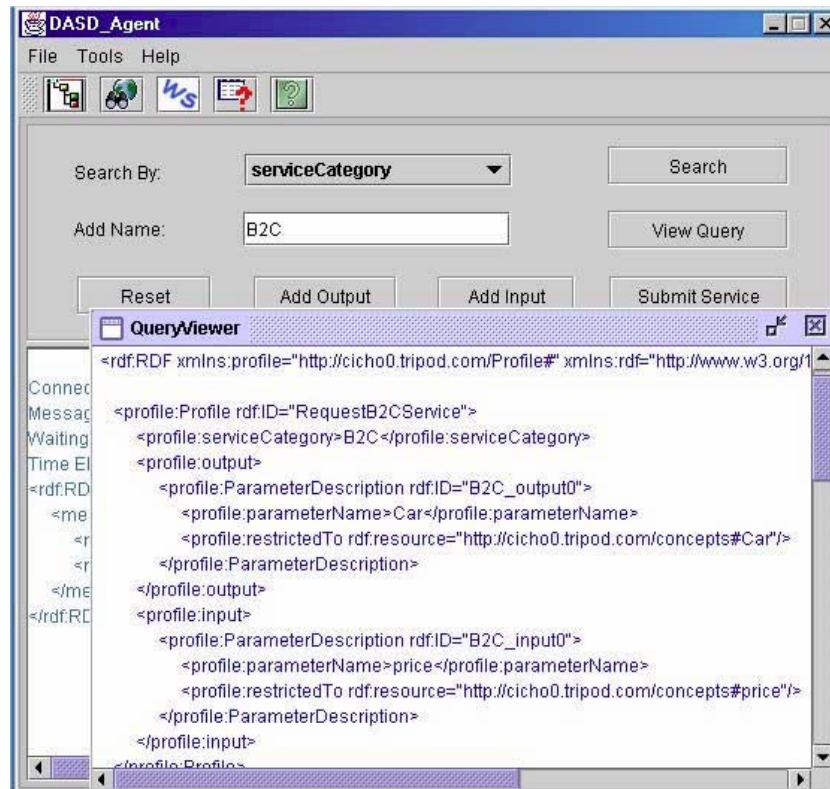 DASD_Agent
File Tools Help
WS
Search By: serviceCategory Search
Add Name: B2C View Query
Reset Add Output Add Input Submit Service
QueryViewer
<rdf:RDF xmlns:profile="http://cicho0.tripod.com/Profile#" xmlns:rdf="http://www.w3.org/1
<profile:Profile rdf:ID="RequestB2CService">
<profile:serviceCategory>B2C</profile:serviceCategory>
<profile:output>
<profile:ParameterDescription rdf:ID="B2C_output0">
<profile:parameterName>Car</profile:parameterName>
<profile:restrictedTo rdf:resource="http://cicho0.tripod.com/concepts#Car"/>
</profile:ParameterDescription>
</profile:output>
<profile:input>
<profile:ParameterDescription rdf:ID="B2C_input0">
<profile:parameterName>price</profile:parameterName>
<profile:restrictedTo rdf:resource="http://cicho0.tripod.com/concepts#price"/>
</profile:ParameterDescription>
</profile:input>
</profile:Profile>
Connec
Messag
Waiting
Time El
<rdf:RD
<me
<r
<r
</me
</rdf:RD